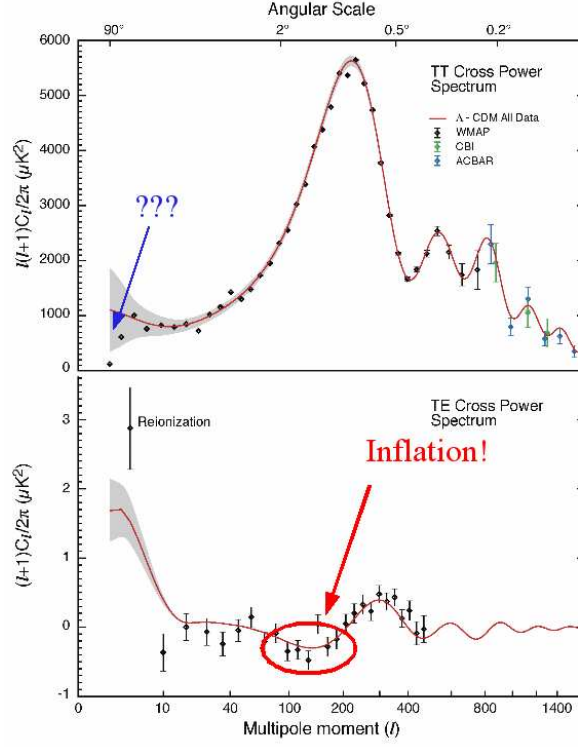 Angular Scale
90° 2° 0.5° 0.2°
6000
5000
4000
3000
2000
1000
0
l(l+1)Cl/2π (μK²)
TT Cross Power
Spectrum
Λ - CDM All Data
WMAP
CBI
ACBAR
???
3
2
1
0
-1
(l+1)Cl/2π (μK²)
Reionization
TE Cross Power
Spectrum
Inflation!
0 10 40 100 200 400 800 1400
Multipole moment (l)